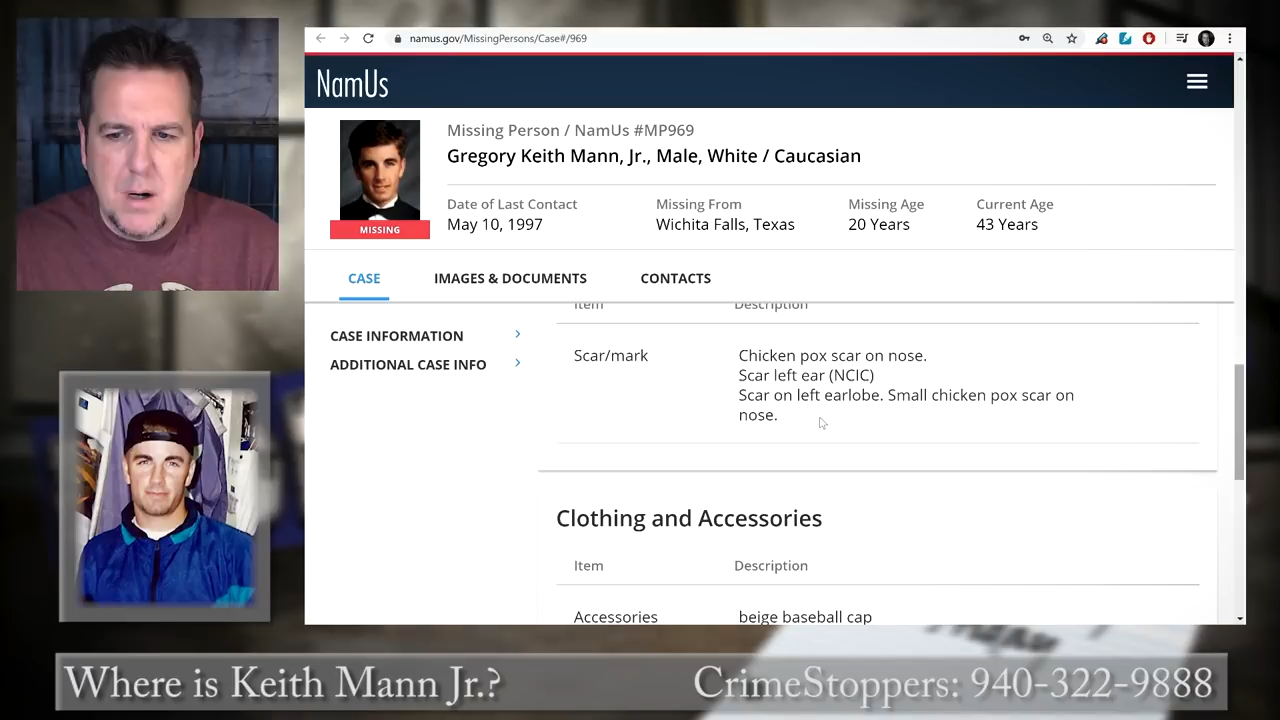 namus.gov/MissingPersons/Case#/969
NamUs
Missing Person / NamUs #MP969
Gregory Keith Mann, Jr., Male, White / Caucasian
Date of Last Contact
Missing From
Missing Age
Current Age
May 10, 1997
Wichita Falls, Texas
20 Years
43 Years
MISSING
CASE
IMAGES & DOCUMENTS
CONTACTS
Item
Description
CASE INFORMATION
ADDITIONAL CASE INFO
Scar/mark
Chicken pox scar on nose.
Scar left ear (NCIC)
Scar on left earlobe. Small chicken pox scar on
nose.
Clothing and Accessories
Item
Description
Accessories
beige baseball cap
Where is Keith Mann Jr.?
CrimeStoppers: 940-322-9888